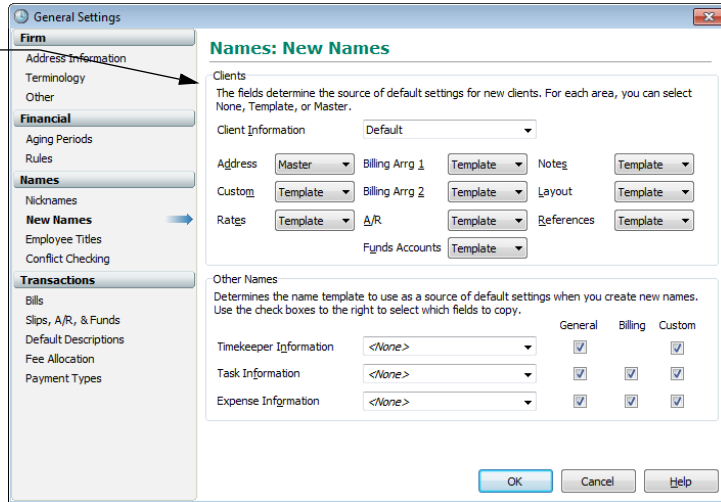 General Settings
Firm
Address Information
Terminology
Other
Financial
Aging Periods
Rules
Names
Nicknames
New Names
Employee Titles
Conflict Checking
Transactions
Bills
Slips, A/R, & Funds
Default Descriptions
Fee Allocation
Payment Types
Names: New Names
Clients
The fields determine the source of default settings for new clients. For each area, you can select
None, Template, or Master.
Client Information Default
Address Master Billing Arrg 1 Template Notes Template
Custom Template Billing Arrg 2 Template Layout Template
Rates Template A/R Template References Template
Funds Accounts Template
Other Names
Determines the name template to use as a source of default settings when you create new names.
Use the check boxes to the right to select which fields to copy.
General Billing Custom
Timekeeper Information <None>
Task Information <None>
Expense Information <None>
OK Cancel Help